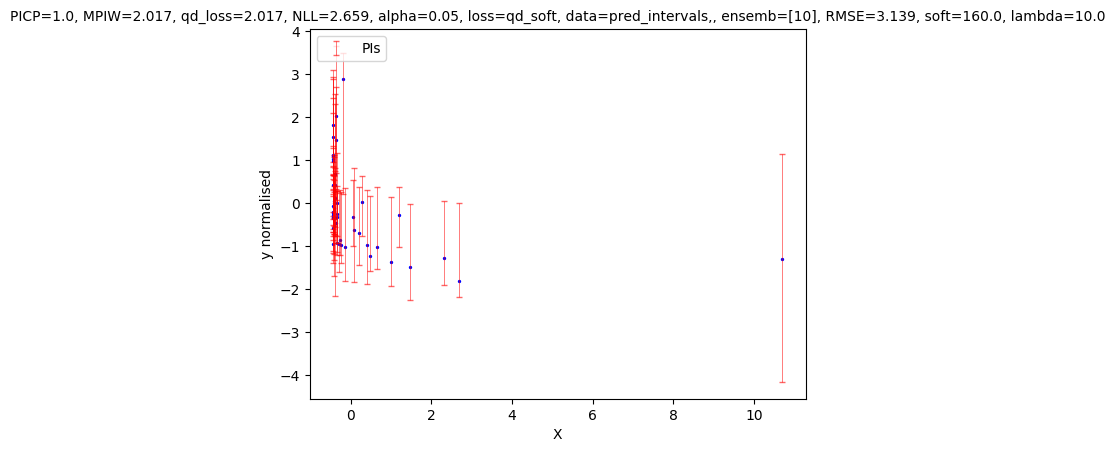 PICP=1.0, MPIW=2.017, qd_loss=2.017, NLL=2.659, alpha=0.05, loss=qd_soft, data=pred_intervals,, ensemb=[10], RMSE=3.139, soft=160.0, lambda=10.0
PIs
4
3
2
1
0
−1
−2
−3
−4
y normalised
0 2 4 6 8 10
X